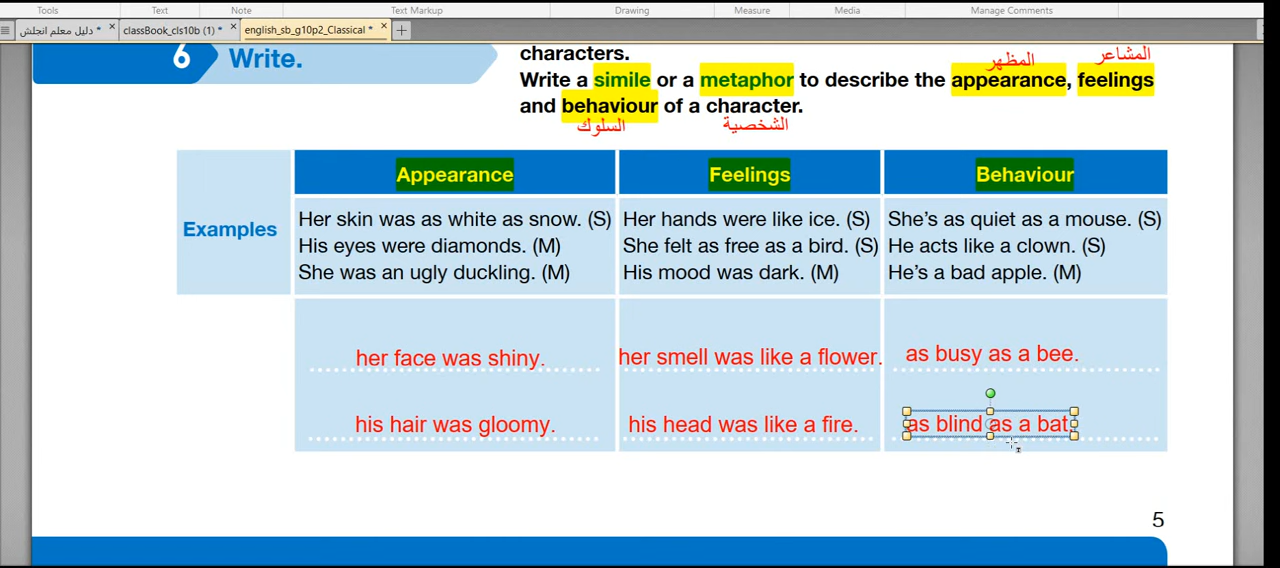 Tools Text Note Text Markup Drawing Measure Media Manage Comments
دليل معلم انجلش * × classBook_cls10b (1) * × english_sb_g10p2_Classical * ×
6 Write.
characters.
المظهر المشاعر
Write a simile or a metaphor to describe the appearance, feelings
and behaviour of a character.
السلوك الشخصية
Appearance Feelings Behaviour
Examples
Her skin was as white as snow. (S)
His eyes were diamonds. (M)
She was an ugly duckling. (M)
Her hands were like ice. (S)
She felt as free as a bird. (S)
His mood was dark. (M)
She's as quiet as a mouse. (S)
He acts like a clown. (S)
He's a bad apple. (M)
her face was shiny. her smell was like a flower. as busy as a bee.
his hair was gloomy. his head was like a fire. as blind as a bat.
5